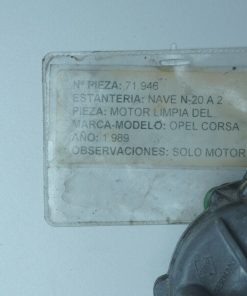 Nº PIEZA: 71.946
ESTANTERIA: NAVE N-20 A 2
PIEZA: MOTOR LIMPIA DEL.
MARCA-MODELO: OPEL CORSA
AÑO: 1.989
OBSERVACIONES: SOLO MOTOR